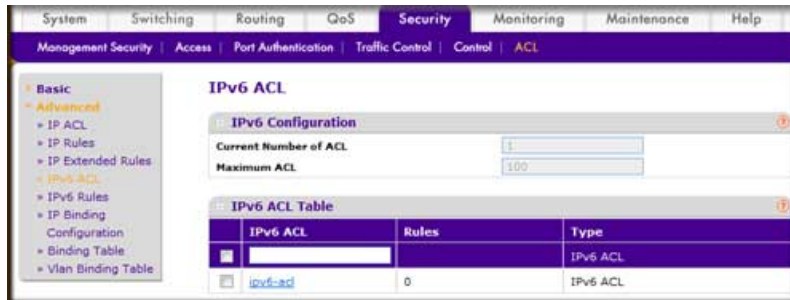 System Switching Routing QoS Security Monitoring Maintenance Help
Management Security | Access | Port Authentication | Traffic Control | Control | ACL
Basic
Advanced
» IP ACL
» IP Rules
» IP Extended Rules
» IPv6 ACL
» IPv6 Rules
» IP Binding
Configuration
» Binding Table
» Vlan Binding Table
IPv6 ACL
IPv6 Configuration
Current Number of ACL 1
Maximum ACL 100
IPv6 ACL Table
IPv6 ACL Rules Type
IPv6 ACL
ipv6-acl 0 IPv6 ACL